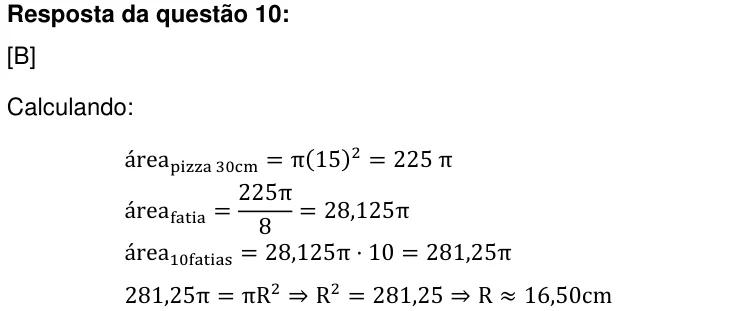 Resposta da questão 10:
[B]
Calculando:
área_pizza 30cm = π(15)² = 225 π
área_fatia = 225π/8 = 28,125π
área_10fatias = 28,125π · 10 = 281,25π
281,25π = πR² ⇒ R² = 281,25 ⇒ R ≈ 16,50cm